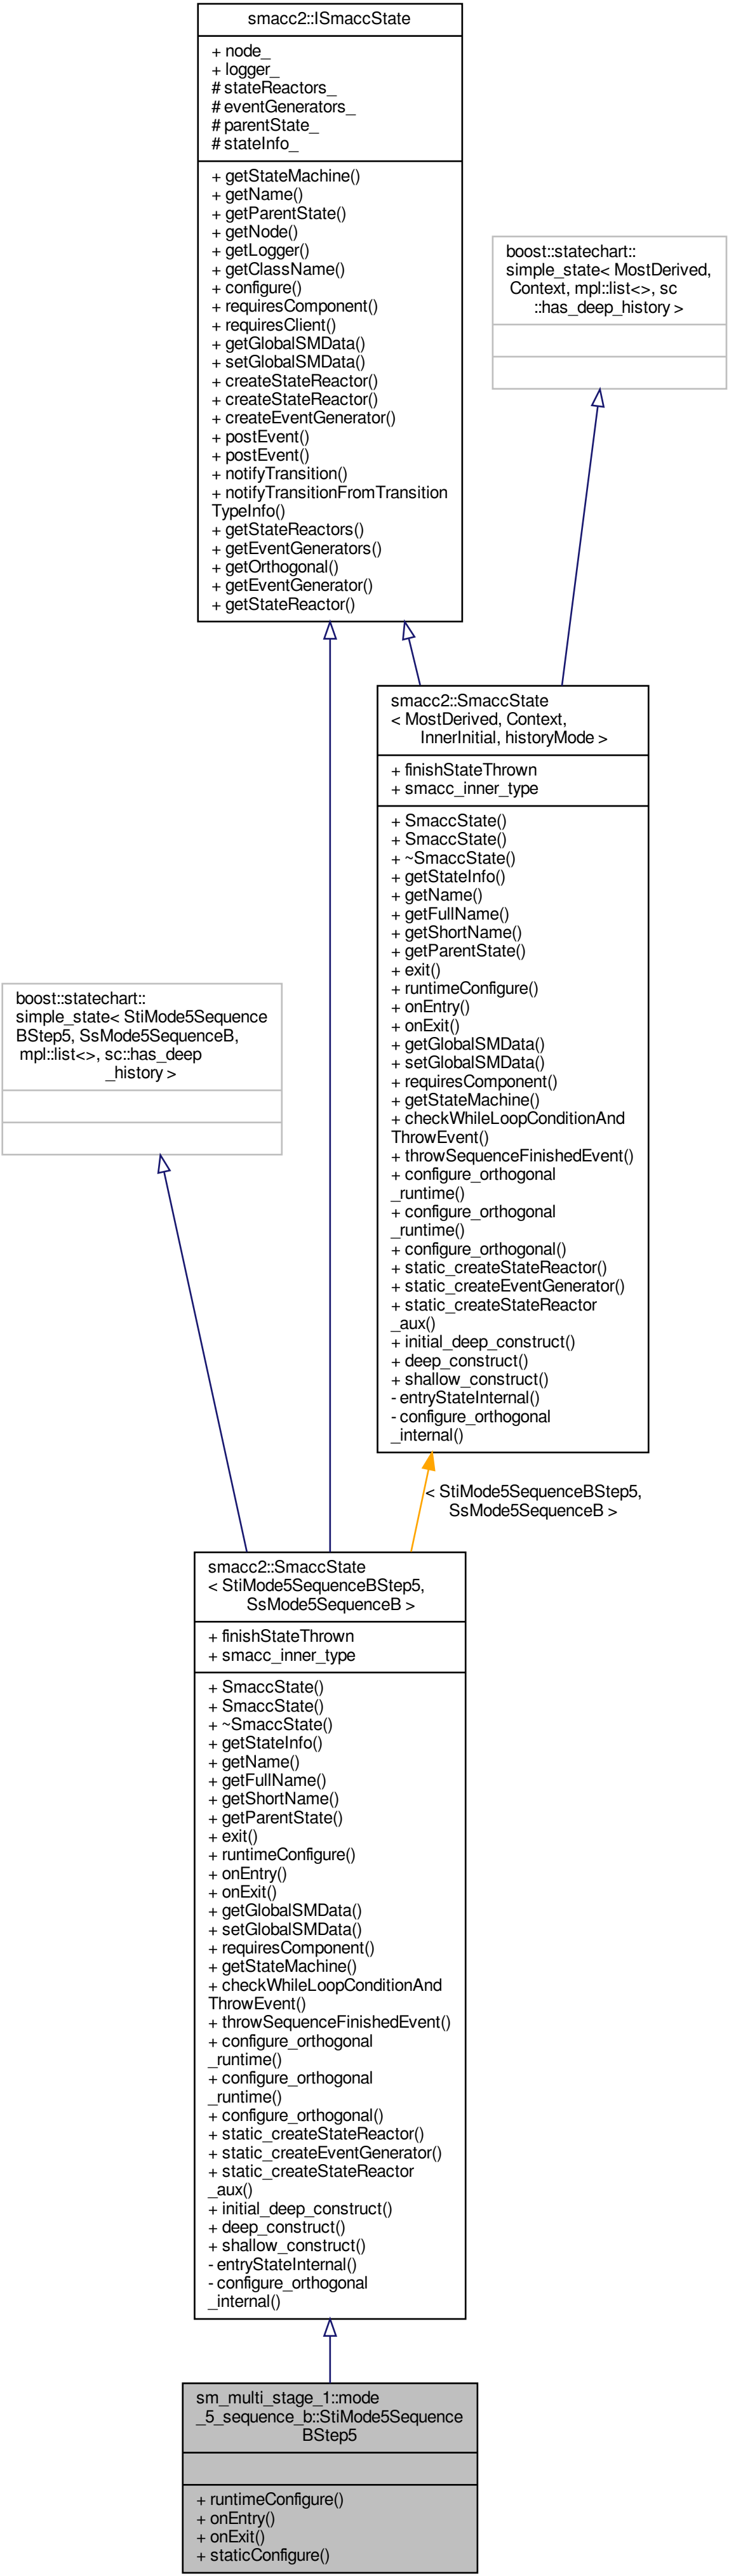 smacc2::ISmaccState
+ node_
+ logger_
# stateReactors_
# eventGenerators_
# parentState_
# stateInfo_
+ getStateMachine()
+ getName()
+ getParentState()
+ getNode()
+ getLogger()
+ getClassName()
+ configure()
+ requiresComponent()
+ requiresClient()
+ getGlobalSMData()
+ setGlobalSMData()
+ createStateReactor()
+ createStateReactor()
+ createEventGenerator()
+ postEvent()
+ postEvent()
+ notifyTransition()
+ notifyTransitionFromTransition
TypeInfo()
+ getStateReactors()
+ getEventGenerators()
+ getOrthogonal()
+ getEventGenerator()
+ getStateReactor()
boost::statechart::
simple_state< MostDerived,
Context, mpl::list<>, sc
::has_deep_history >
smacc2::SmaccState
< MostDerived, Context,
InnerInitial, historyMode >
+ finishStateThrown
+ smacc_inner_type
+ SmaccState()
+ SmaccState()
+ ~SmaccState()
+ getStateInfo()
+ getName()
+ getFullName()
+ getShortName()
+ getParentState()
+ exit()
+ runtimeConfigure()
+ onEntry()
+ onExit()
+ getGlobalSMData()
+ setGlobalSMData()
+ requiresComponent()
+ getStateMachine()
+ checkWhileLoopConditionAnd
ThrowEvent()
+ throwSequenceFinishedEvent()
+ configure_orthogonal
_runtime()
+ configure_orthogonal
_runtime()
+ configure_orthogonal()
+ static_createStateReactor()
+ static_createEventGenerator()
+ static_createStateReactor
_aux()
+ initial_deep_construct()
+ deep_construct()
+ shallow_construct()
- entryStateInternal()
- configure_orthogonal
_internal()
boost::statechart::
simple_state< StiMode5Sequence
BStep5, SsMode5SequenceB,
mpl::list<>, sc::has_deep
_history >
< StiMode5SequenceBStep5,
SsMode5SequenceB >
smacc2::SmaccState
< StiMode5SequenceBStep5,
SsMode5SequenceB >
+ finishStateThrown
+ smacc_inner_type
+ SmaccState()
+ SmaccState()
+ ~SmaccState()
+ getStateInfo()
+ getName()
+ getFullName()
+ getShortName()
+ getParentState()
+ exit()
+ runtimeConfigure()
+ onEntry()
+ onExit()
+ getGlobalSMData()
+ setGlobalSMData()
+ requiresComponent()
+ getStateMachine()
+ checkWhileLoopConditionAnd
ThrowEvent()
+ throwSequenceFinishedEvent()
+ configure_orthogonal
_runtime()
+ configure_orthogonal
_runtime()
+ configure_orthogonal()
+ static_createStateReactor()
+ static_createEventGenerator()
+ static_createStateReactor
_aux()
+ initial_deep_construct()
+ deep_construct()
+ shallow_construct()
- entryStateInternal()
- configure_orthogonal
_internal()
sm_multi_stage_1::mode
_5_sequence_b::StiMode5Sequence
BStep5
+ runtimeConfigure()
+ onEntry()
+ onExit()
+ staticConfigure()